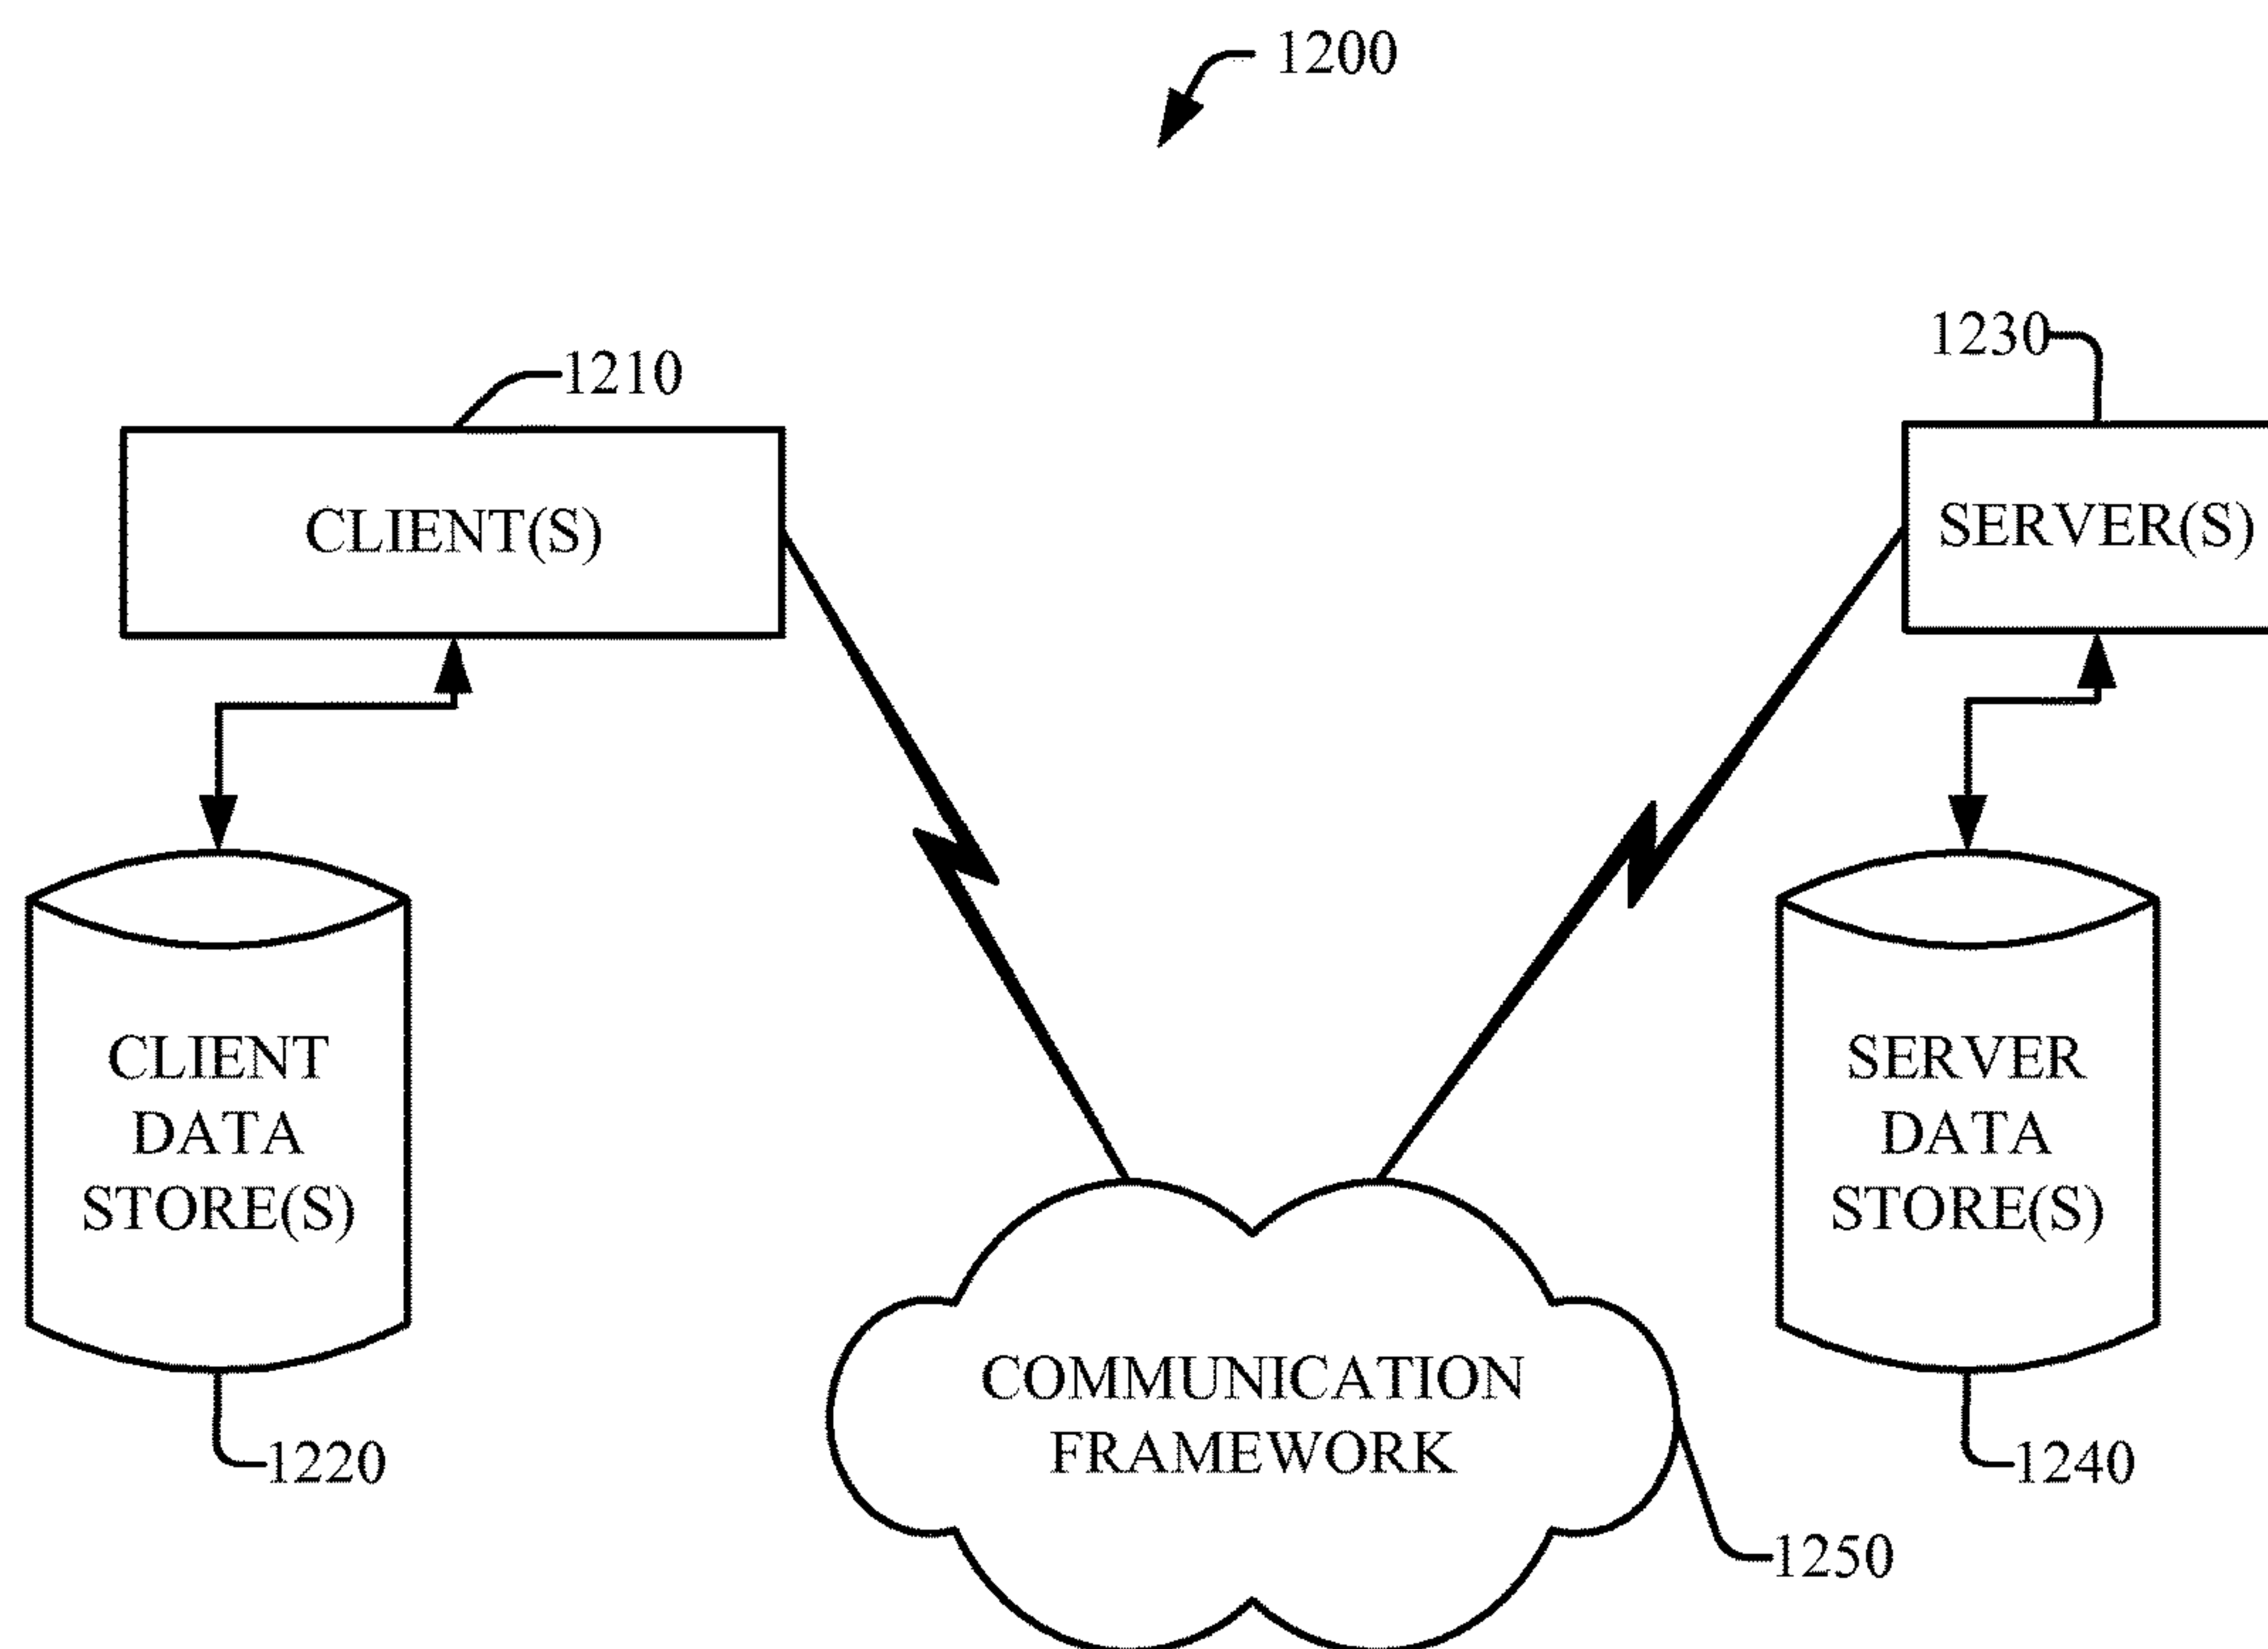 1200
1210
1230
CLIENT(S)
SERVER(S)
CLIENT
DATA
STORE(S)
SERVER
DATA
STORE(S)
COMMUNICATION
FRAMEWORK
1220
1240
1250